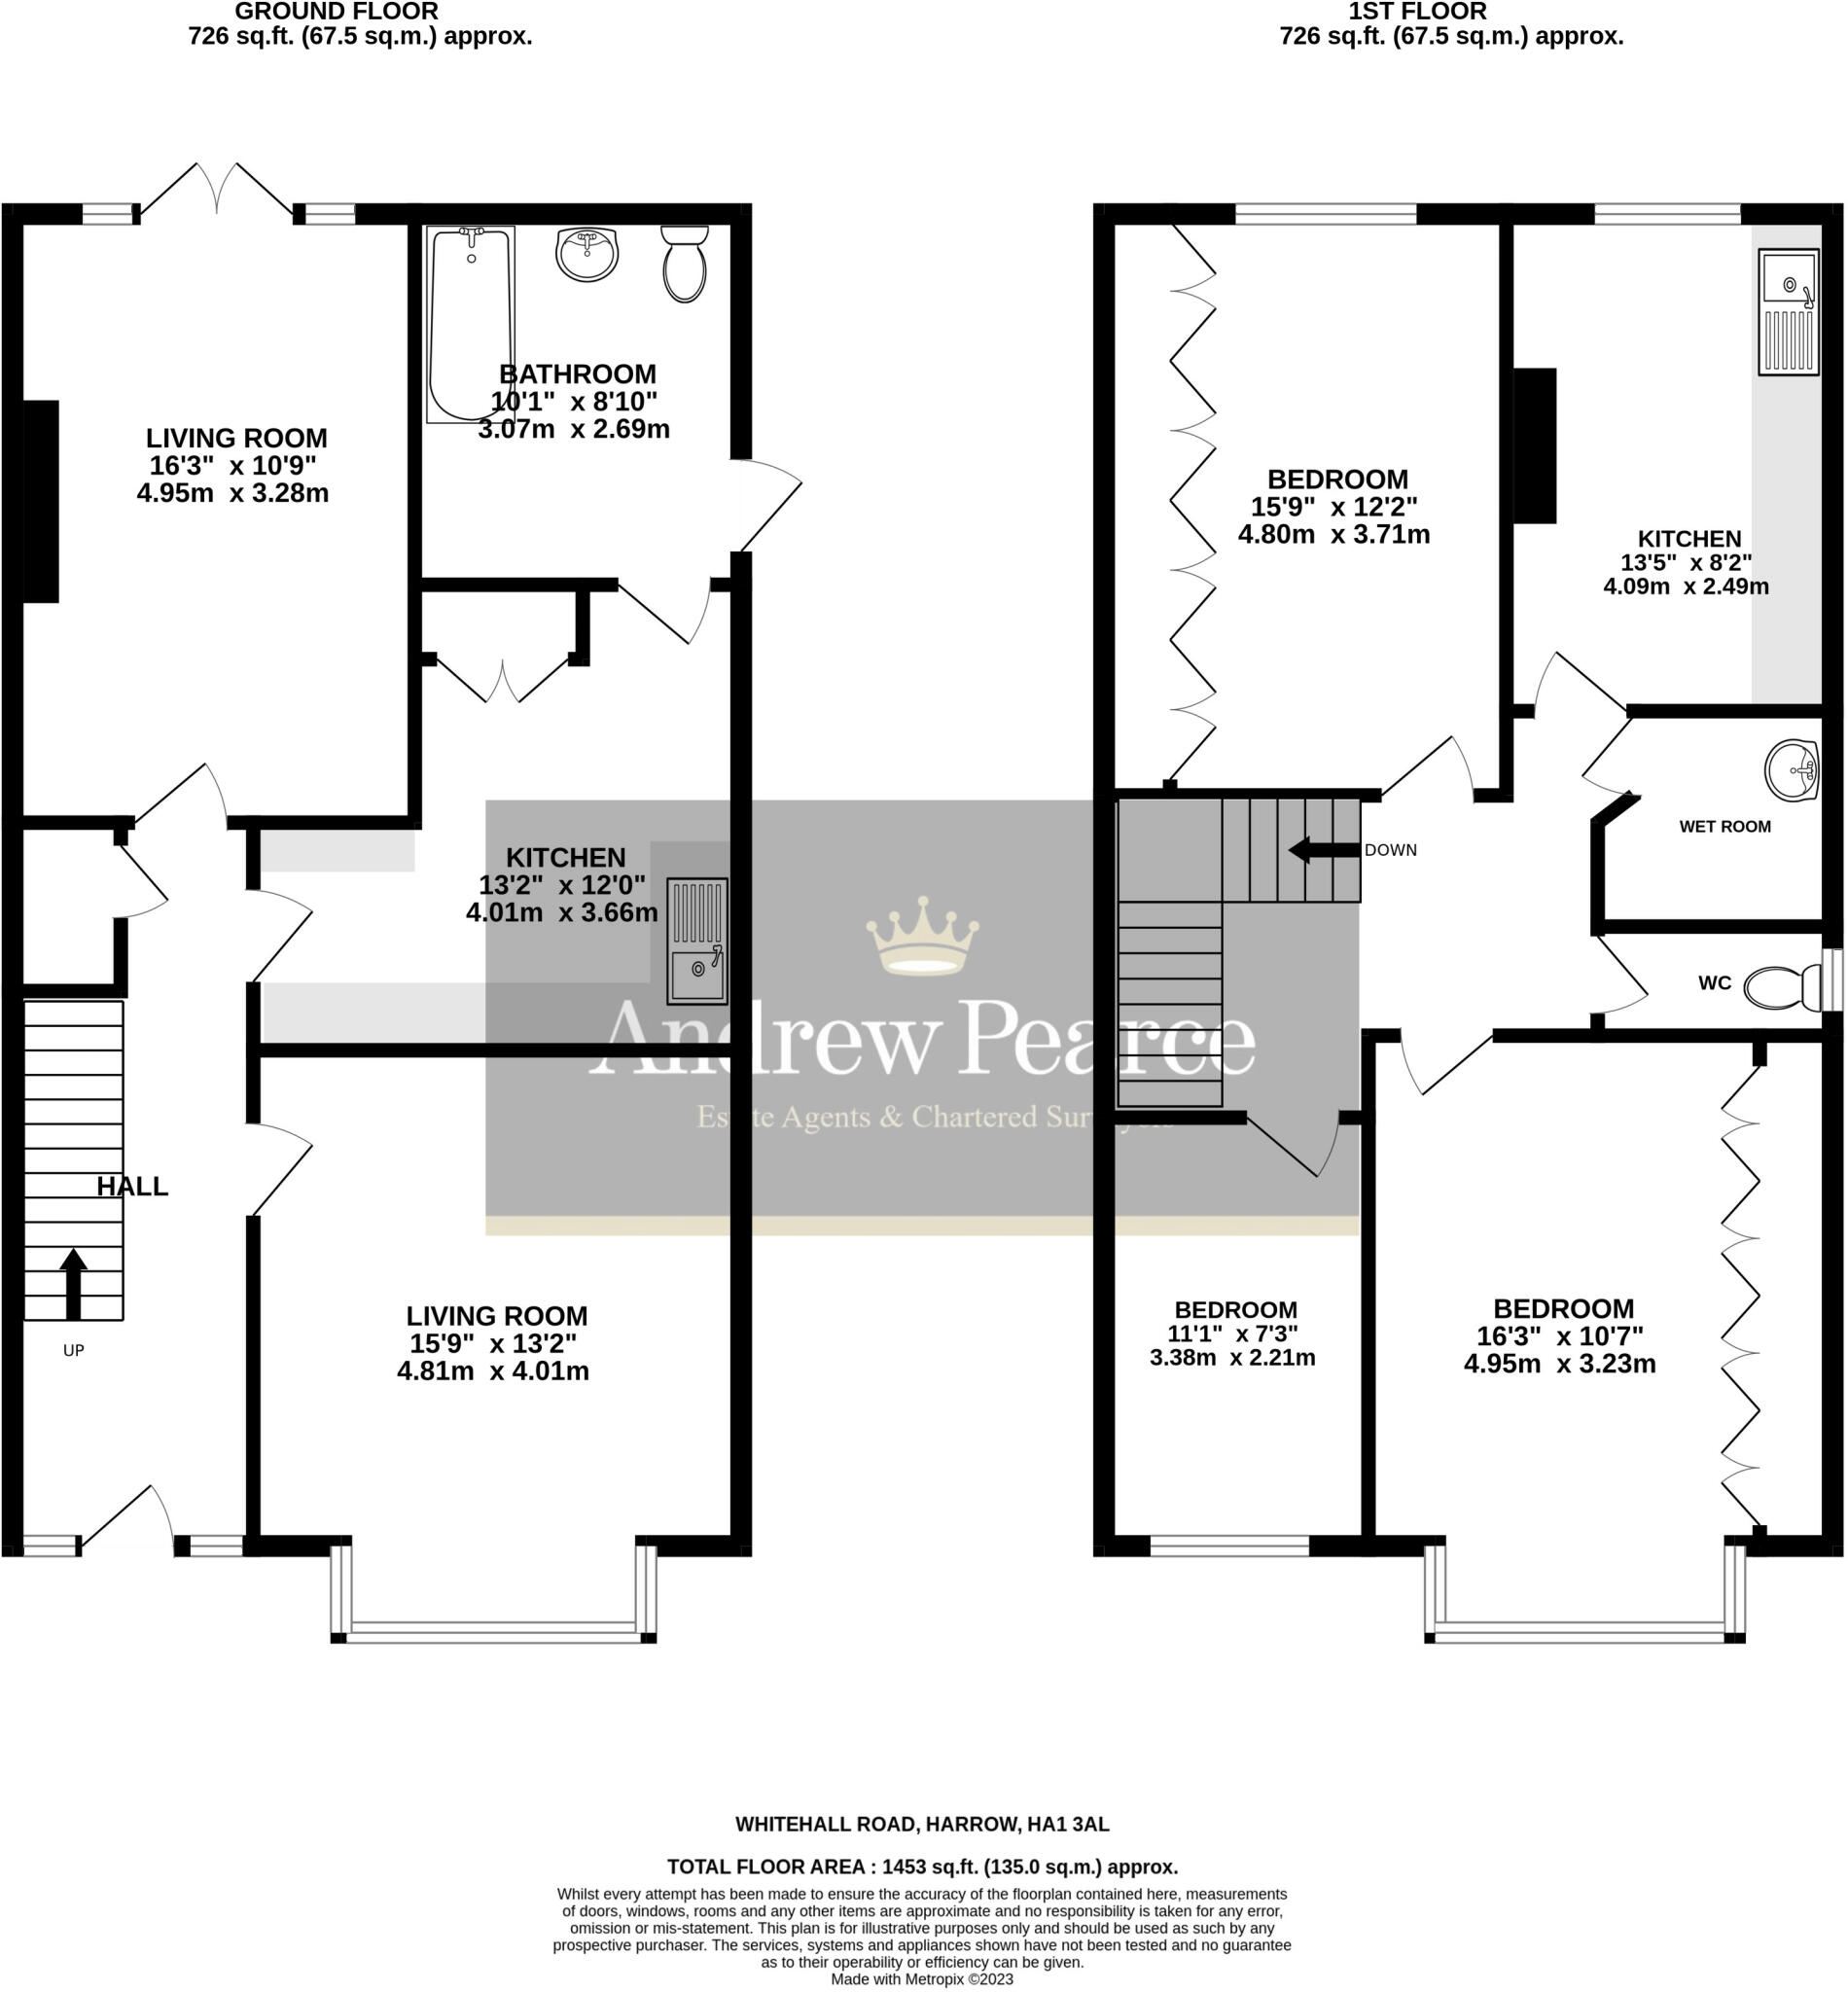 GROUND FLOOR
726 sq.ft. (67.5 sq.m.) approx.
1ST FLOOR
726 sq.ft. (67.5 sq.m.) approx.
LIVING ROOM
16'3" x 10'9"
4.95m x 3.28m
BATHROOM
10'1" x 8'10"
3.07m x 2.69m
KITCHEN
13'2" x 12'0"
4.01m x 3.66m
HALL
UP
LIVING ROOM
15'9" x 13'2"
4.81m x 4.01m
BEDROOM
15'9" x 12'2"
4.80m x 3.71m
KITCHEN
13'5" x 8'2"
4.09m x 2.49m
WET ROOM
DOWN
WC
BEDROOM
11'1" x 7'3"
3.38m x 2.21m
BEDROOM
16'3" x 10'7"
4.95m x 3.23m
Andrew Pearce
Estate Agents & Chartered Surveyors
WHITEHALL ROAD, HARROW, HA1 3AL
TOTAL FLOOR AREA : 1453 sq.ft. (135.0 sq.m.) approx.
Whilst every attempt has been made to ensure the accuracy of the floorplan contained here, measurements
of doors, windows, rooms and any other items are approximate and no responsibility is taken for any error,
omission or mis-statement. This plan is for illustrative purposes only and should be used as such by any
prospective purchaser. The services, systems and appliances shown have not been tested and no guarantee
as to their operability or efficiency can be given.
Made with Metropix ©2023